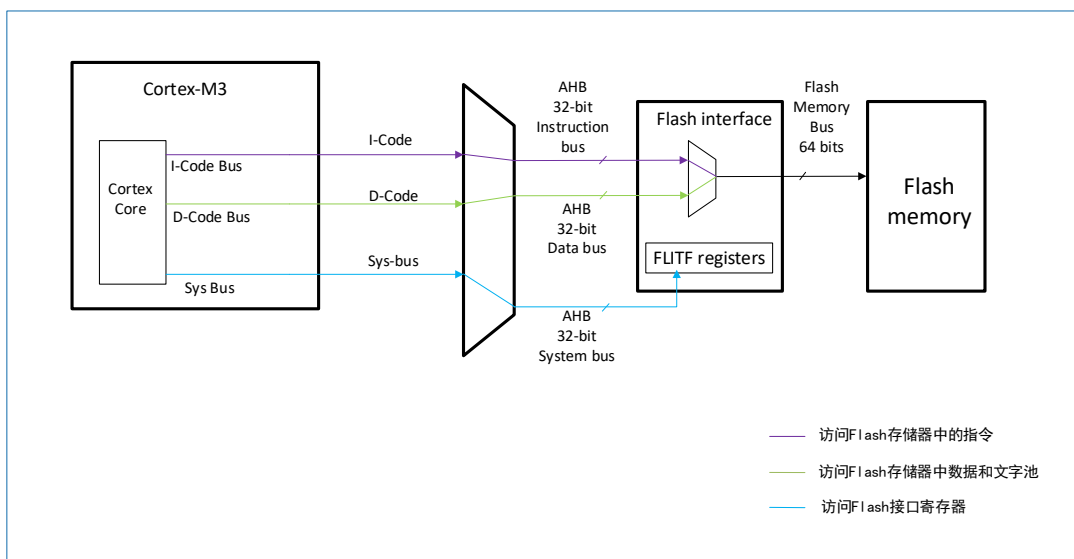 Cortex-M3
Cortex
Core
I-Code Bus
D-Code Bus
Sys Bus
I-Code
D-Code
Sys-bus
AHB
32-bit
Instruction
bus
AHB
32-bit
Data bus
AHB
32-bit
System bus
Flash interface
FLITF registers
Flash
Memory
Bus
64 bits
Flash
memory
访问Flash存储器中的指令
访问Flash存储器中数据和文字池
访问Flash接口寄存器